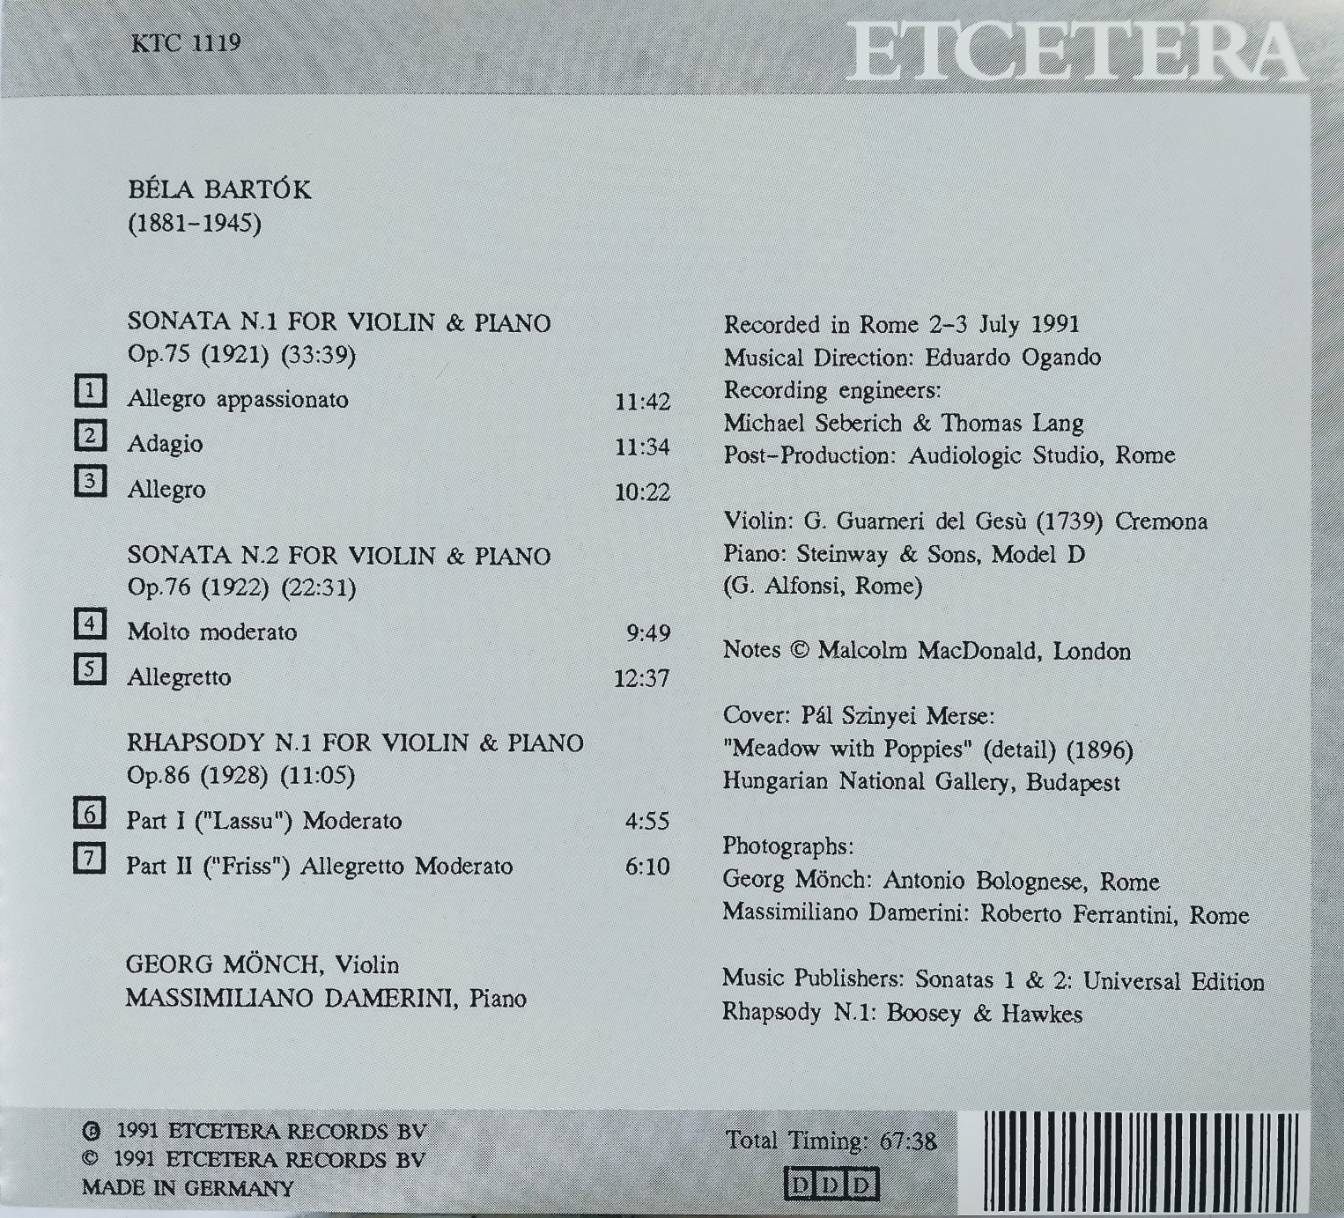 KTC 1119
ETCETERA
BÉLA BARTÓK
(1881-1945)
SONATA N.1 FOR VIOLIN & PIANO
Op.75 (1921) (33:39)
1 Allegro appassionato 11:42
2 Adagio 11:34
3 Allegro 10:22
SONATA N.2 FOR VIOLIN & PIANO
Op.76 (1922) (22:31)
4 Molto moderato 9:49
5 Allegretto 12:37
RHAPSODY N.1 FOR VIOLIN & PIANO
Op.86 (1928) (11:05)
6 Part I ("Lassu") Moderato 4:55
7 Part II ("Friss") Allegretto Moderato 6:10
GEORG MÖNCH, Violin
MASSIMILIANO DAMERINI, Piano
Recorded in Rome 2-3 July 1991
Musical Direction: Eduardo Ogando
Recording engineers:
Michael Seberich & Thomas Lang
Post-Production: Audiologic Studio, Rome
Violin: G. Guarneri del Gesù (1739) Cremona
Piano: Steinway & Sons, Model D
(G. Alfonsi, Rome)
Notes © Malcolm MacDonald, London
Cover: Pál Szinyei Merse:
"Meadow with Poppies" (detail) (1896)
Hungarian National Gallery, Budapest
Photographs:
Georg Mönch: Antonio Bolognese, Rome
Massimiliano Damerini: Roberto Ferrantini, Rome
Music Publishers: Sonatas 1 & 2: Universal Edition
Rhapsody N.1: Boosey & Hawkes
℗ 1991 ETCETERA RECORDS BV
© 1991 ETCETERA RECORDS BV
MADE IN GERMANY
Total Timing: 67:38
DDD